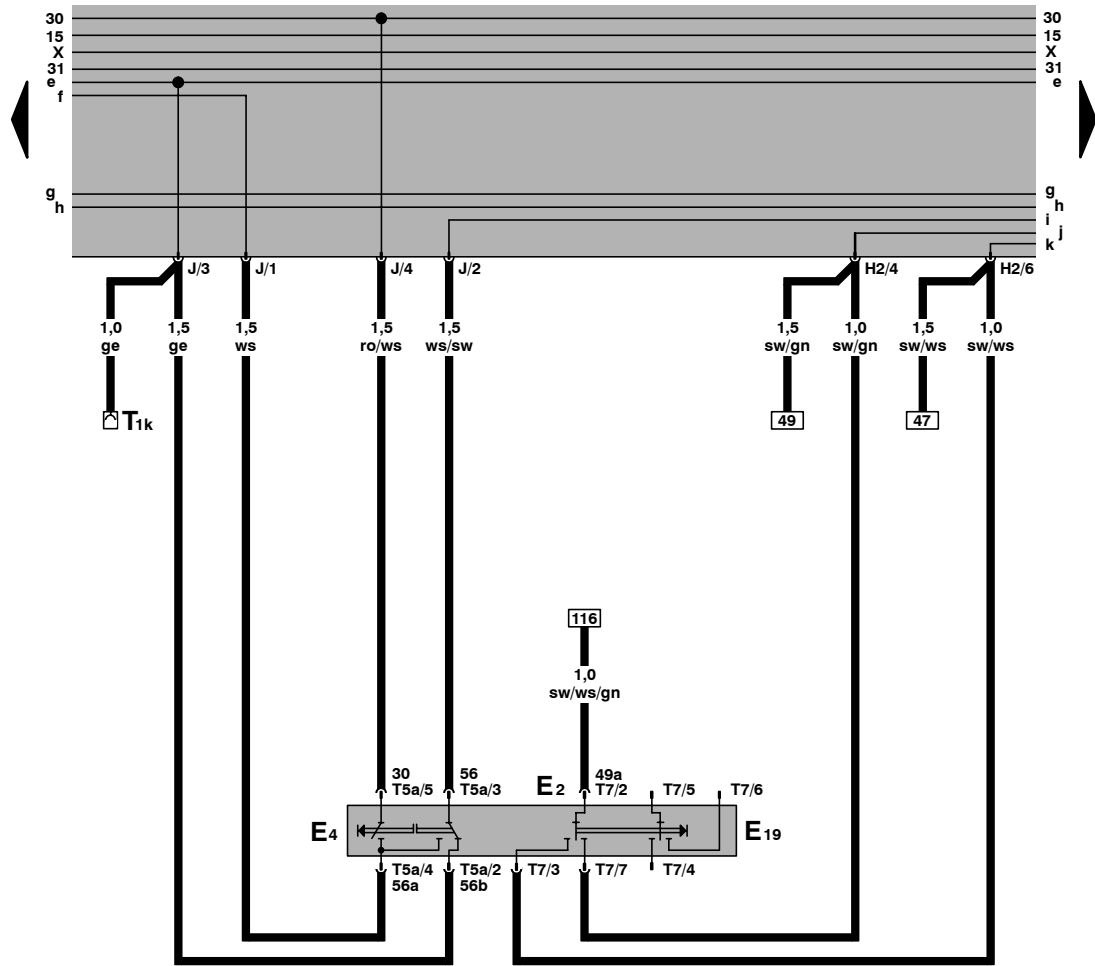 30 30
15 15
X X
31 31
e e
f
g g
h h
i
j
k
J/3 J/1 J/4 J/2 H2/4 H2/6
1,0 1,5 1,5 1,5 1,5 1,5 1,0 1,5 1,0
ge ge ws ro/ws ws/sw sw/gn sw/gn sw/ws sw/ws
T1k 49 47
116
1,0
sw/ws/gn
30 56 E2 49a
T5a/5 T5a/3 T7/2 T7/5 T7/6
E4 E19
T5a/4 T5a/2 T7/3 T7/7 T7/4
56a 56b